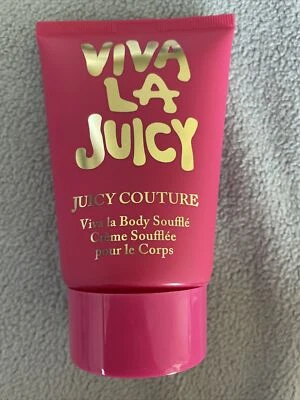 VIVA
LA
JUICY
JUICY COUTURE
Viva la Body Soufflé
Crème Soufflée
pour le Corps